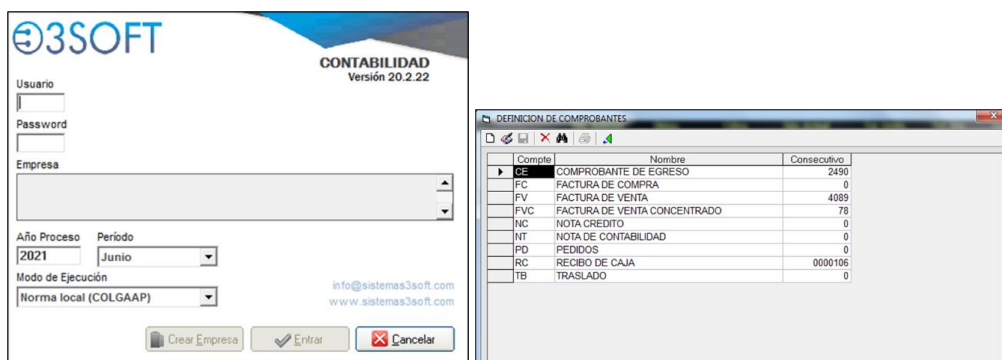 3SOFT
CONTABILIDAD
Versión 20.2.22
Usuario
Password
Empresa
Año Proceso Período
2021 Junio
Modo de Ejecución
Norma local (COLGAAP)
info@sistemas3soft.com
www.sistemas3soft.com
Crear Empresa Entrar Cancelar
DEFINICION DE COMPROBANTES
Compte Nombre Consecutivo
CE COMPROBANTE DE EGRESO 2490
FC FACTURA DE COMPRA 0
FV FACTURA DE VENTA 4089
FVC FACTURA DE VENTA CONCENTRADO 78
NC NOTA CREDITO 0
NT NOTA DE CONTABILIDAD 0
PD PEDIDOS 0
RC RECIBO DE CAJA 0000106
TB TRASLADO 0